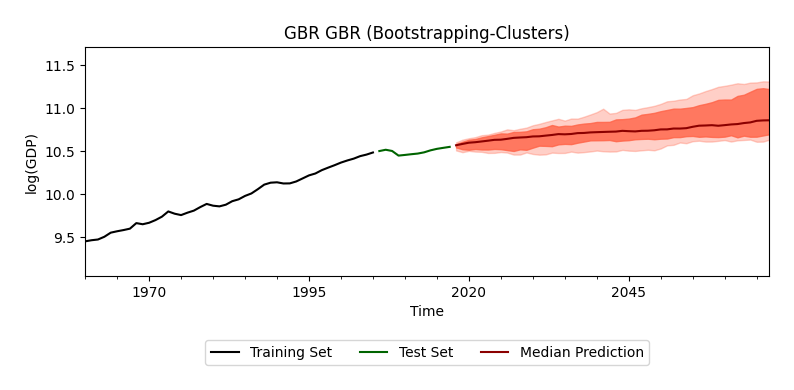 GBR GBR (Bootstrapping-Clusters)
11.5
11.0
10.5
10.0
9.5
log(GDP)
1970 1995 2020 2045
Time
Training Set Test Set Median Prediction